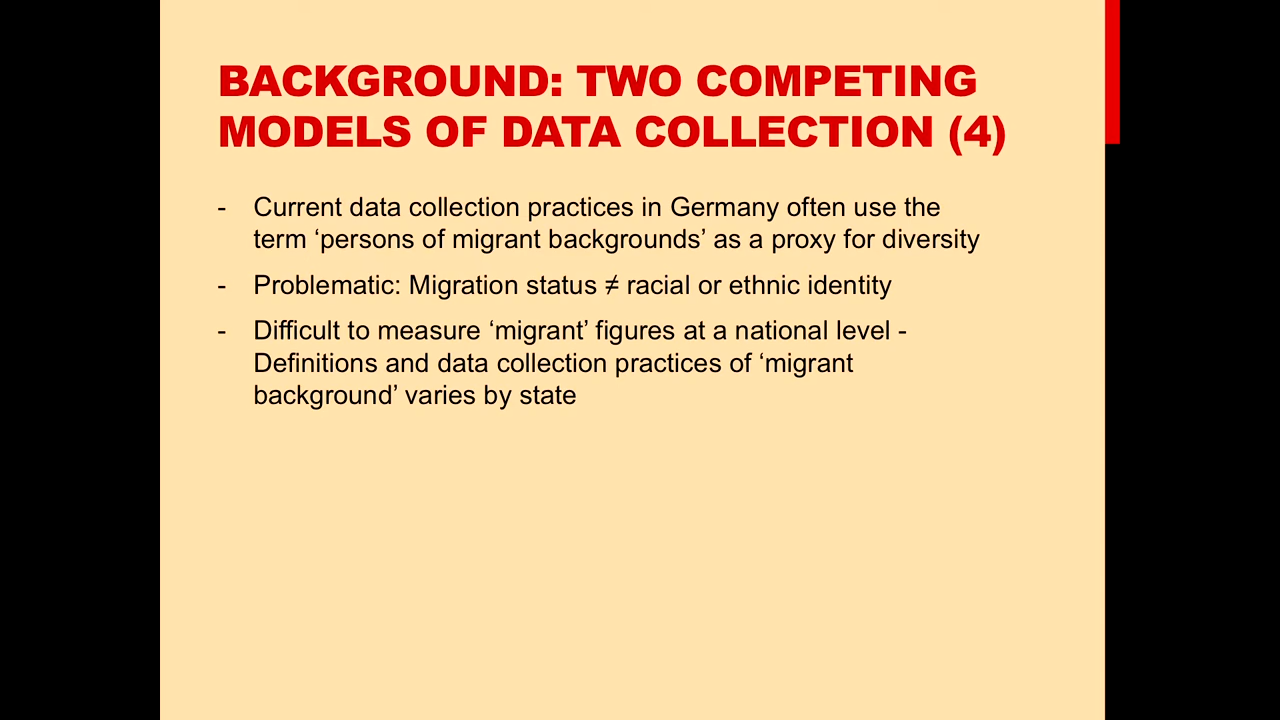 BACKGROUND: TWO COMPETING
MODELS OF DATA COLLECTION (4)
- Current data collection practices in Germany often use the
term ‘persons of migrant backgrounds’ as a proxy for diversity
- Problematic: Migration status ≠ racial or ethnic identity
- Difficult to measure ‘migrant’ figures at a national level -
Definitions and data collection practices of ‘migrant
background’ varies by state